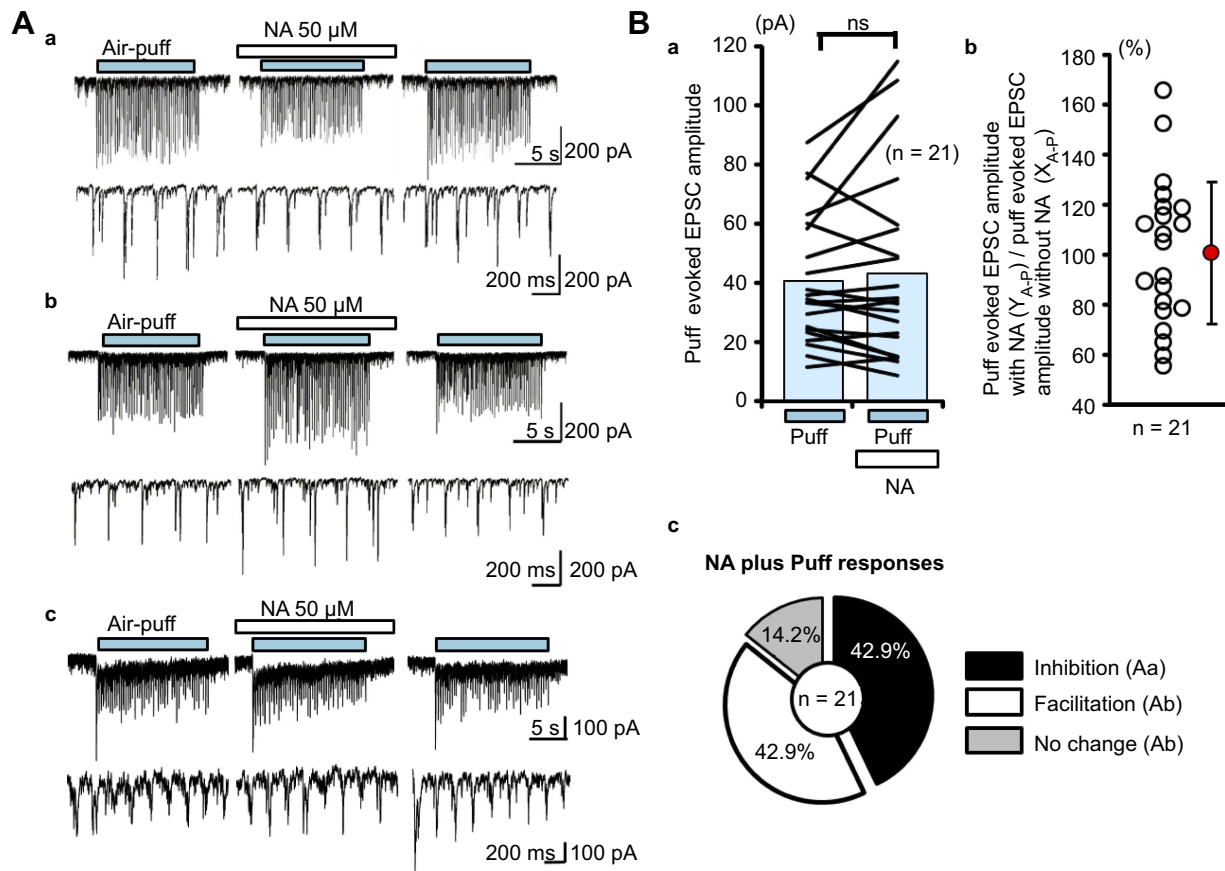 A
a
Air-puff
NA 50 µM
5 s
200 pA
200 ms
200 pA
b
Air-puff
NA 50 µM
5 s
200 pA
200 ms
200 pA
c
Air-puff
NA 50 µM
5 s
100 pA
200 ms
100 pA
B
a
(pA)
ns
120
100
80
60
40
20
0
Puff evoked EPSC amplitude
(n = 21)
Puff
Puff
NA
b
(%)
180
160
140
120
100
80
60
40
Puff evoked EPSC amplitude
with NA (Y_A-P) / puff evoked EPSC
amplitude without NA (X_A-P)
n = 21
c
NA plus Puff responses
14.2%
42.9%
n = 21
42.9%
Inhibition (Aa)
Facilitation (Ab)
No change (Ab)